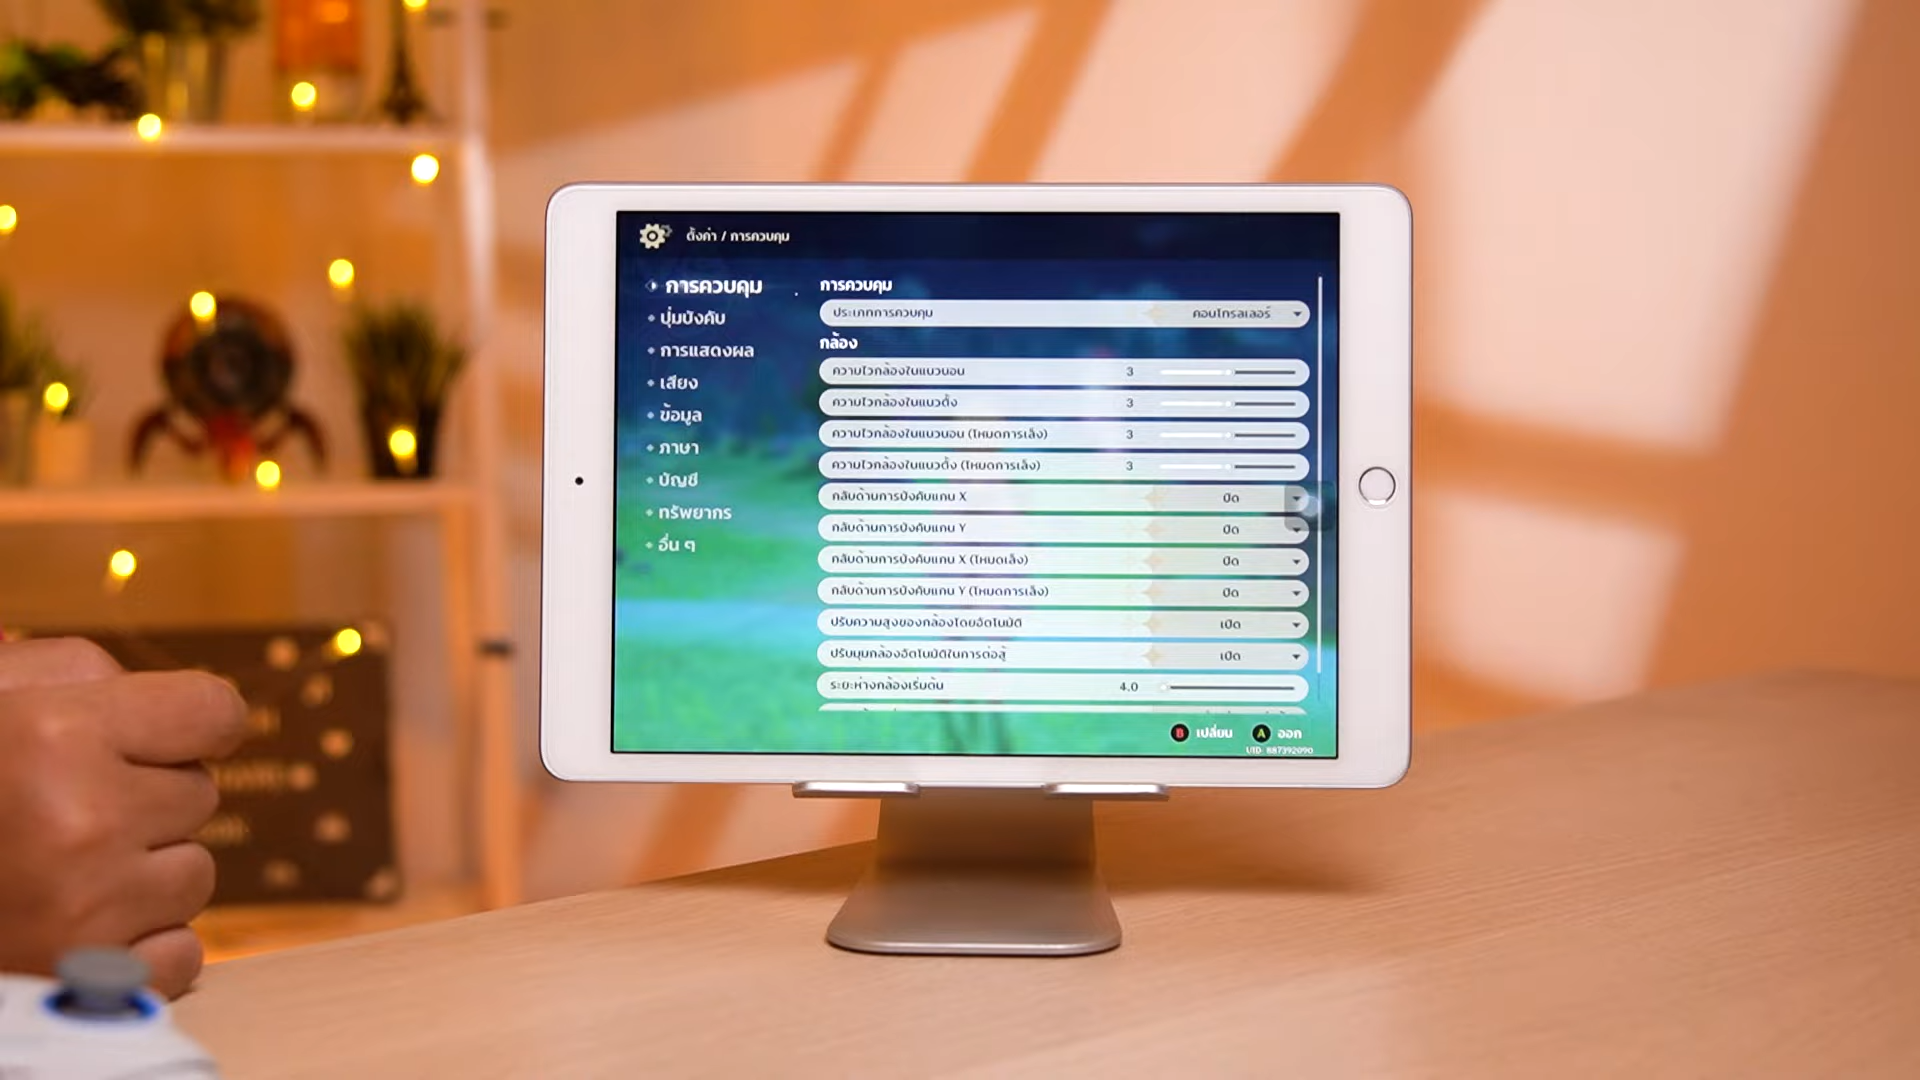 ตั้งค่า / การควบคุม
การควบคุม
ปุ่มบังคับ
การแสดงผล
เสียง
ข้อมูล
ภาษา
บัญชี
ทรัพยากร
อื่น ๆ
การควบคุม
ประเภทการควบคุม คอนโทรลเลอร์
กล้อง
ความไวกล้องในแนวนอน 3
ความไวกล้องในแนวตั้ง 3
ความไวกล้องในแนวนอน (โหมดการเล็ง) 3
ความไวกล้องในแนวตั้ง (โหมดการเล็ง) 3
กลับด้านการบังคับแกน X ปิด
กลับด้านการบังคับแกน Y ปิด
กลับด้านการบังคับแกน X (โหมดเล็ง) ปิด
กลับด้านการบังคับแกน Y (โหมดการเล็ง) ปิด
ปรับความสูงของกล้องโดยอัตโนมัติ เปิด
ปรับมุมกล้องอัตโนมัติในการต่อสู้ เปิด
ระยะห่างกล้องเริ่มต้น 4.0
B เปลี่ยน A ออก
UID: 887392090